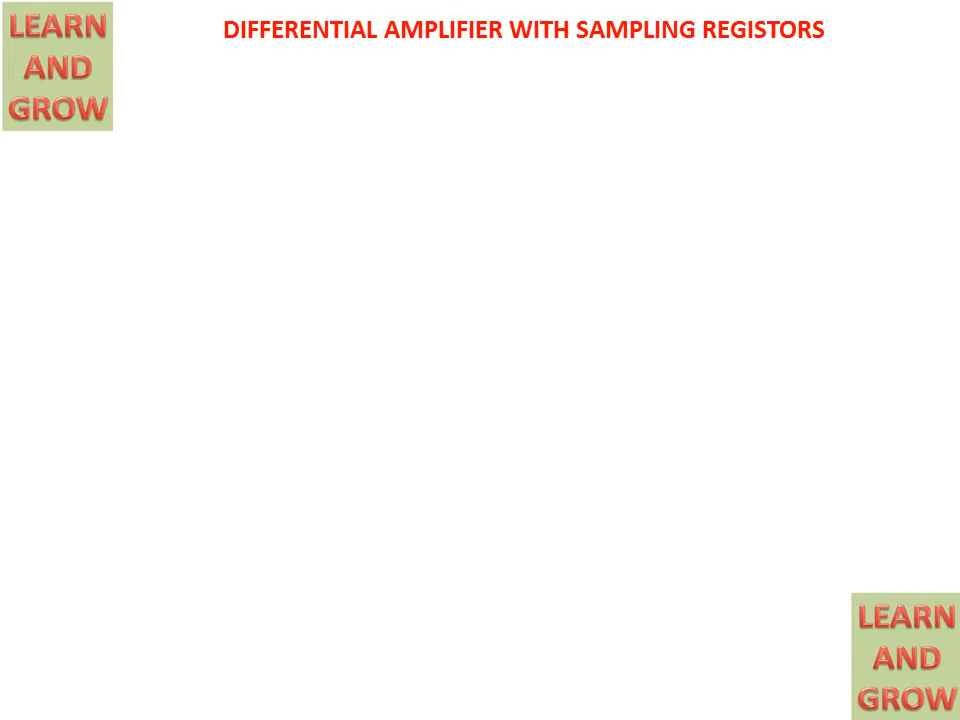 LEARN
AND
GROW
DIFFERENTIAL AMPLIFIER WITH SAMPLING REGISTORS
LEARN
AND
GROW